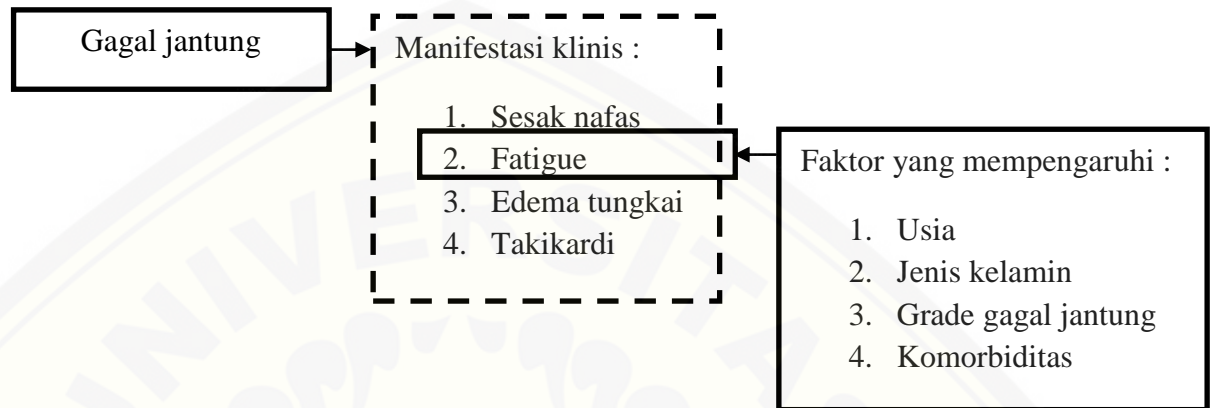 Gagal jantung
Manifestasi klinis :
1. Sesak nafas
2. Fatigue
3. Edema tungkai
4. Takikardi
Faktor yang mempengaruhi :
1. Usia
2. Jenis kelamin
3. Grade gagal jantung
4. Komorbiditas
UNIVERSITA